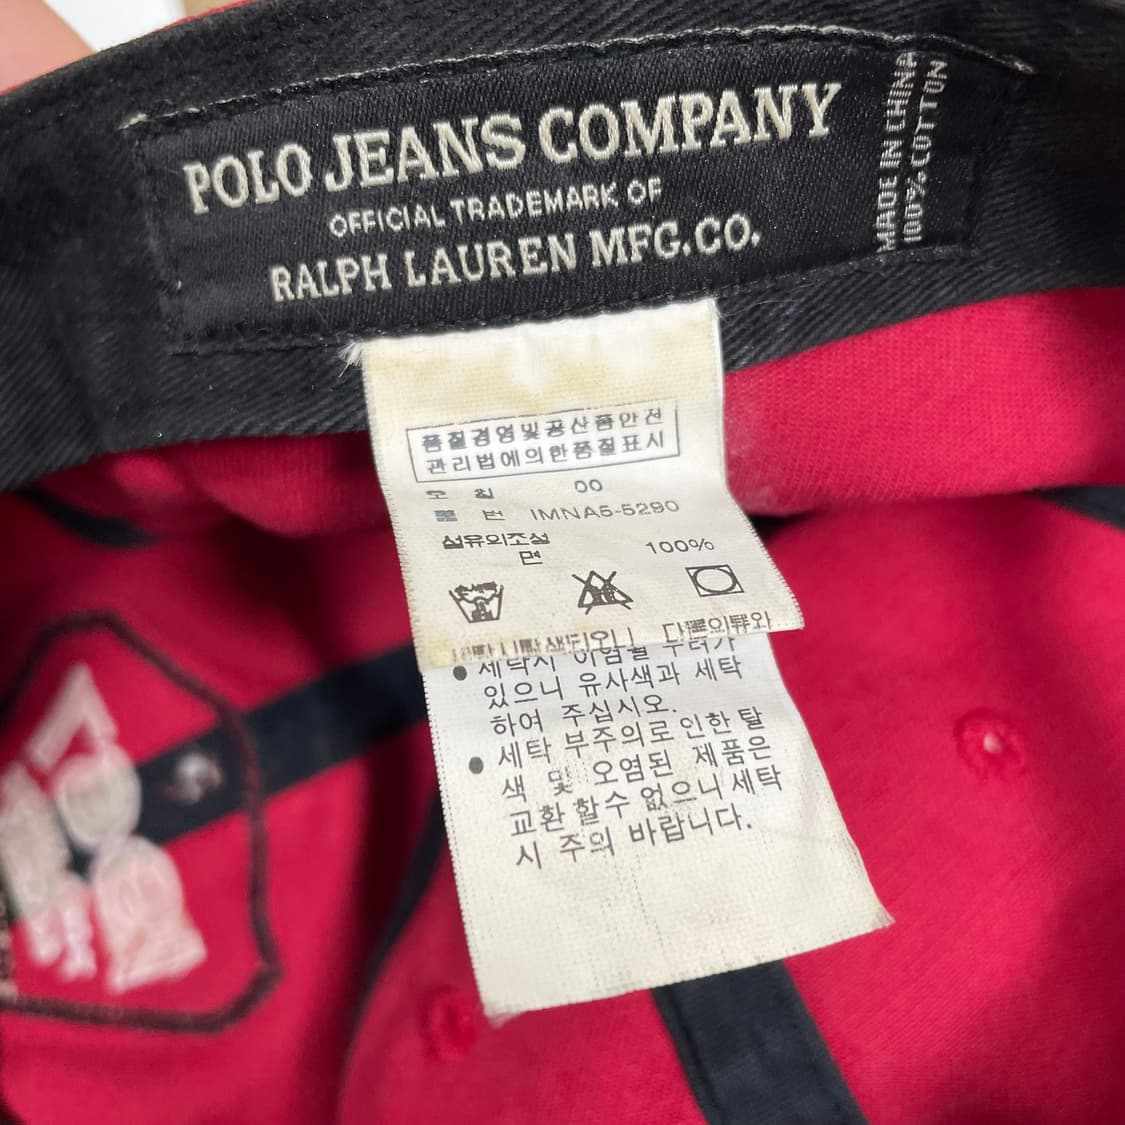 POLO JEANS COMPANY
OFFICIAL TRADEMARK OF
RALPH LAUREN MFG.CO.
MADE IN CHINA
100% COTTON
품질경영및공산품안전
관리법에의한품질표시
00
번 IMNA5-5290
섬유의조성
면 100%
● 세탁시 이염될 우려가
있으니 유사색과 세탁
하여 주십시오.
● 세탁 부주의로 인한 탈
색 및 오염된 제품은
교환 할수 없으니 세탁
시 주의 바랍니다.